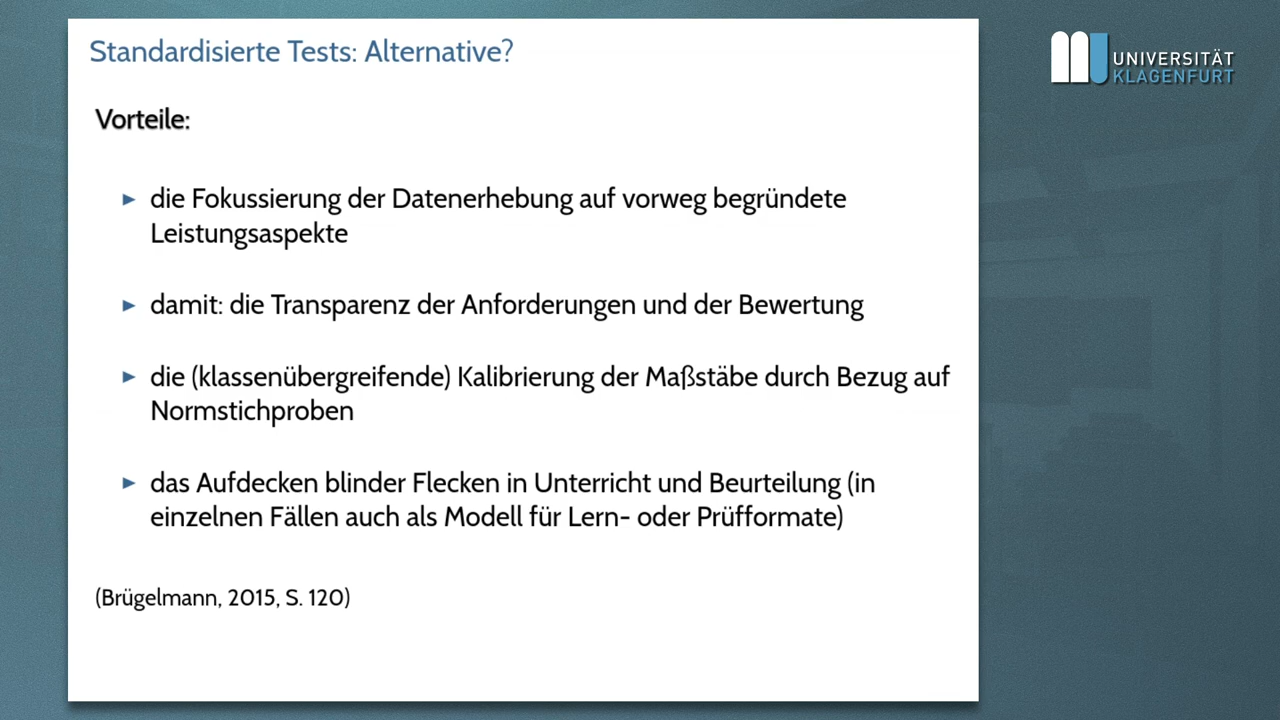 Standardisierte Tests: Alternative?
UNIVERSITÄT
KLAGENFURT
Vorteile:
► die Fokussierung der Datenerhebung auf vorweg begründete
Leistungsaspekte
► damit: die Transparenz der Anforderungen und der Bewertung
► die (klassenübergreifende) Kalibrierung der Maßstäbe durch Bezug auf
Normstichproben
► das Aufdecken blinder Flecken in Unterricht und Beurteilung (in
einzelnen Fällen auch als Modell für Lern- oder Prüfformate)
(Brügelmann, 2015, S. 120)